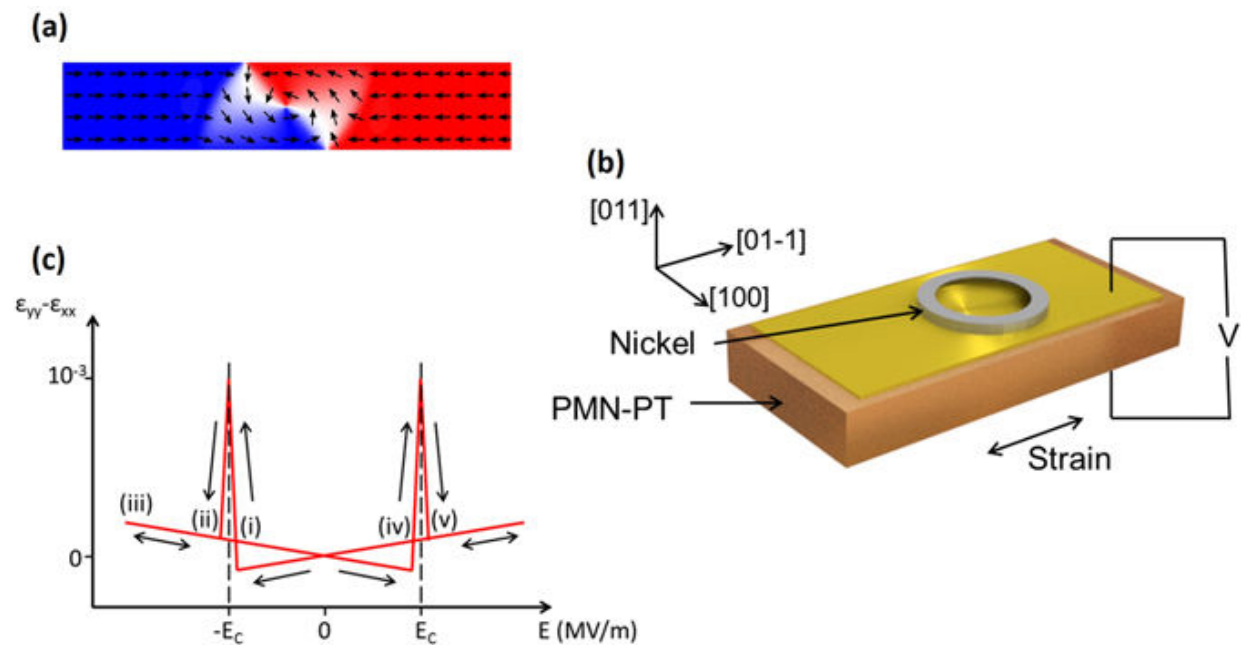 (a)
(b)
[011]
[01-1]
[100]
Nickel
PMN-PT
V
Strain
(c)
εyy-εxx
10-3
(iii)
(ii)
(i)
(iv)
(v)
0
-EC
0
EC
E (MV/m)